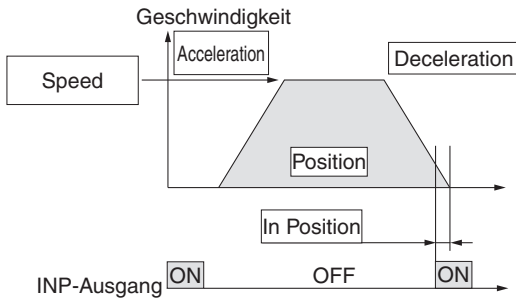 Geschwindigkeit
Acceleration
Deceleration
Speed
Position
In Position
INP-Ausgang
ON
OFF
ON